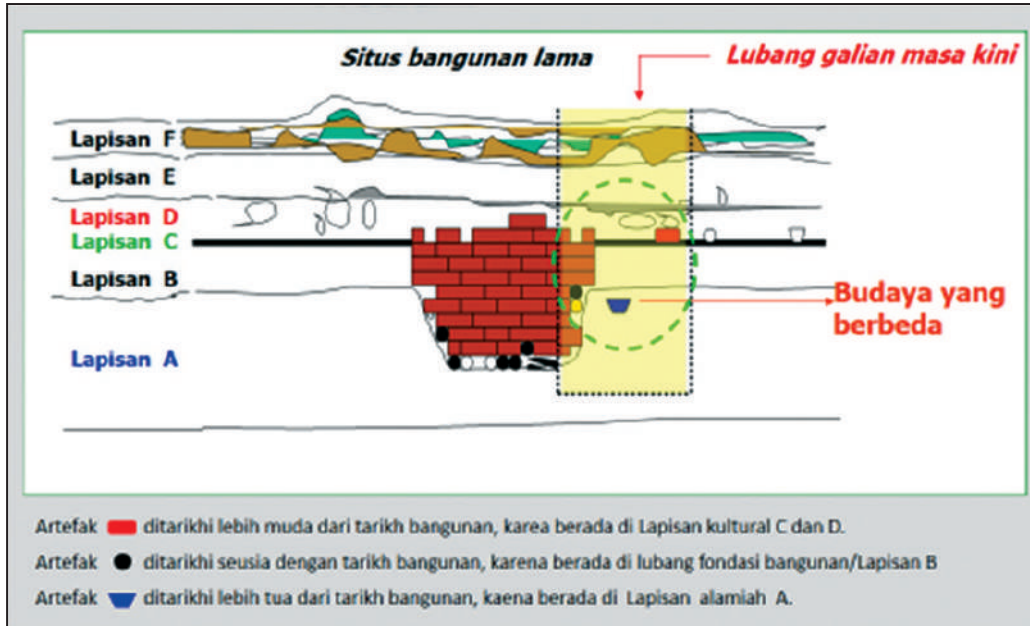 Situs bangunan lama
Lubang galian masa kini
Lapisan F
Lapisan E
Lapisan D
Lapisan C
Lapisan B
Budaya yang
berbeda
Lapisan A
Artefak ditarikhi lebih muda dari tarikh bangunan, karea berada di Lapisan kultural C dan D.
Artefak ditarikhi seusia dengan tarikh bangunan, karena berada di lubang fondasi bangunan/Lapisan B
Artefak ditarikhi lebih tua dari tarikh bangunan, kaena berada di Lapisan alamiah A.